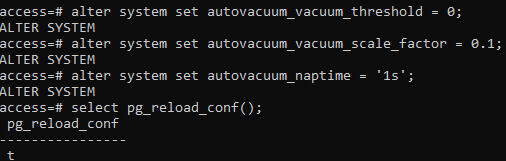 access=# alter system set autovacuum_vacuum_threshold = 0;
ALTER SYSTEM
access=# alter system set autovacuum_vacuum_scale_factor = 0.1;
ALTER SYSTEM
access=# alter system set autovacuum_naptime = '1s';
ALTER SYSTEM
access=# select pg_reload_conf();
 pg_reload_conf
----------------
 t